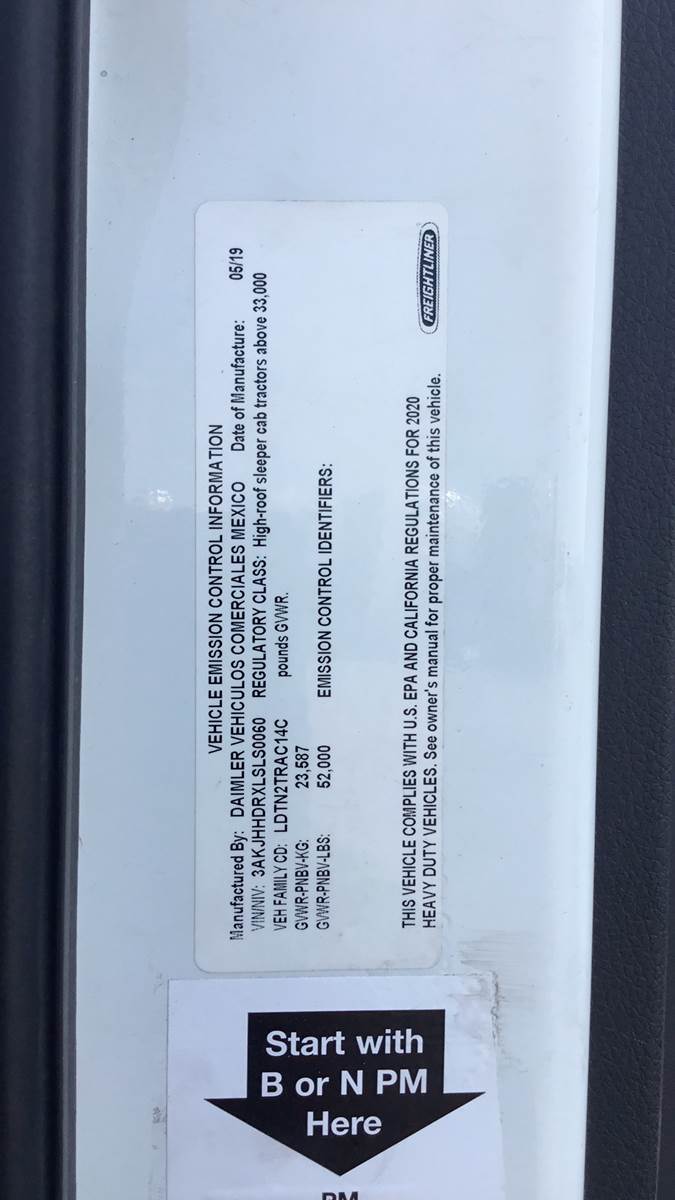 VEHICLE EMISSION CONTROL INFORMATION
Manufactured By: DAIMLER VEHICULOS COMERCIALES MEXICO Date of Manufacture: 05/19
VIN/NIV: 3AKJHHDRXLSLS0060 REGULATORY CLASS: High-roof sleeper cab tractors above 33,000
VEH FAMILY CD: LDTN2TRAC14C pounds GVWR.
GVWR-PNBV-KG: 23,587
GVWR-PNBV-LBS: 52,000 EMISSION CONTROL IDENTIFIERS:
THIS VEHICLE COMPLIES WITH U.S. EPA AND CALIFORNIA REGULATIONS FOR 2020
HEAVY DUTY VEHICLES. See owner's manual for proper maintenance of this vehicle.
FREIGHTLINER
Start with
B or N PM
Here
PM